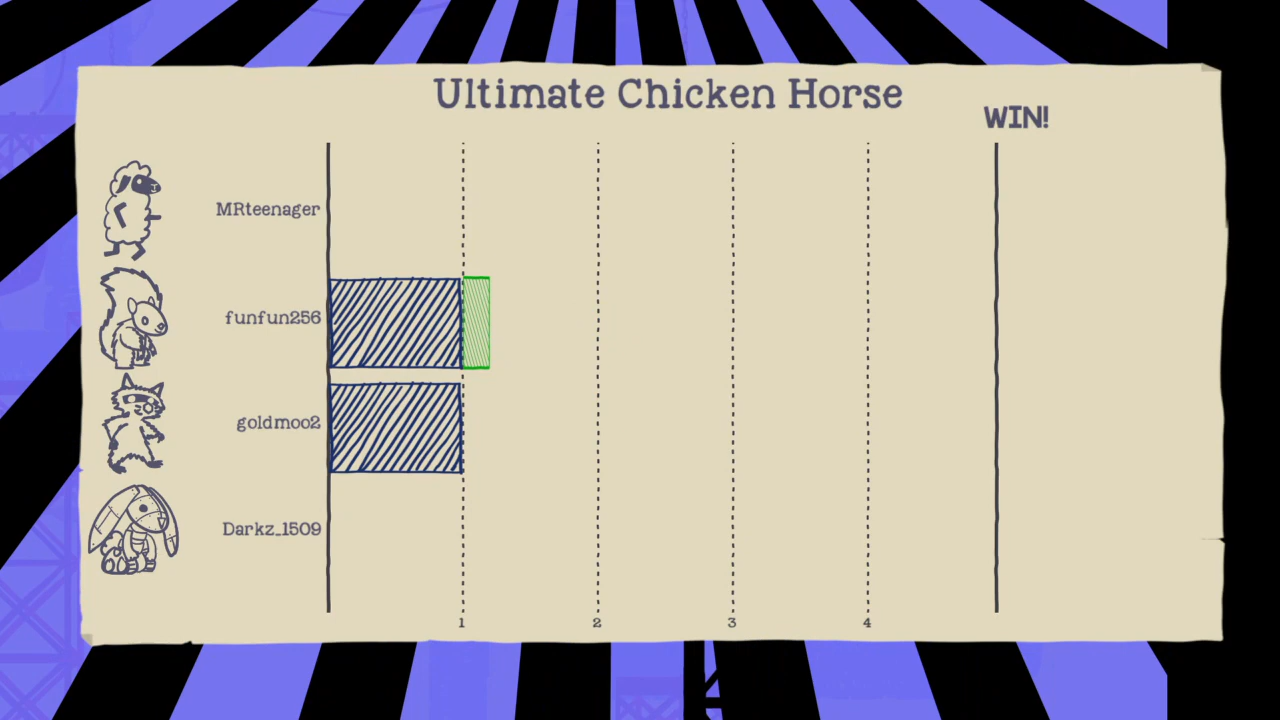 Ultimate Chicken Horse
WIN!
MRteenager
funfun256
goldmoo2
Darkz_1509
1 2 3 4